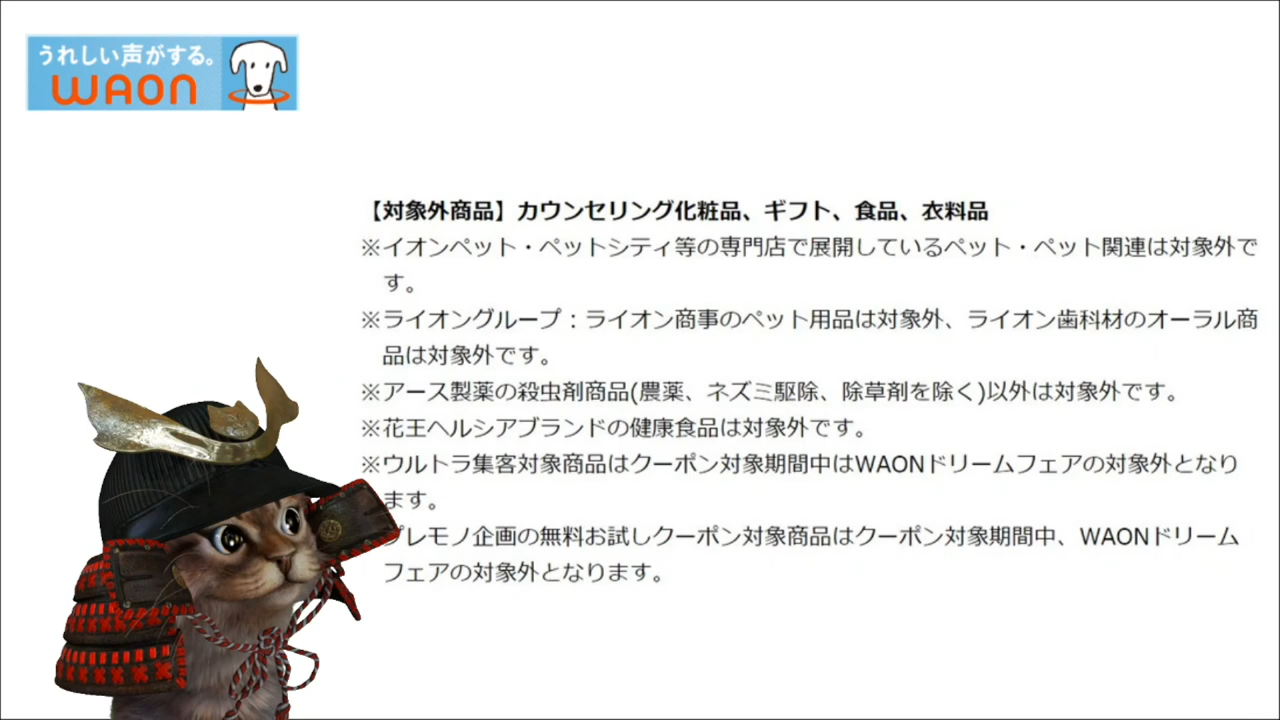 うれしい声がする。
WAON
【対象外商品】カウンセリング化粧品、ギフト、食品、衣料品
※イオンペット・ペットシティ等の専門店で展開しているペット・ペット関連は対象外で
す。
※ライオングループ：ライオン商事のペット用品は対象外、ライオン歯科材のオーラル商
品は対象外です。
※アース製薬の殺虫剤商品(農薬、ネズミ駆除、除草剤を除く)以外は対象外です。
※花王ヘルシアブランドの健康食品は対象外です。
※ウルトラ集客対象商品はクーポン対象期間中はWAONドリームフェアの対象外となり
ます。
プレモノ企画の無料お試しクーポン対象商品はクーポン対象期間中、WAONドリーム
フェアの対象外となります。